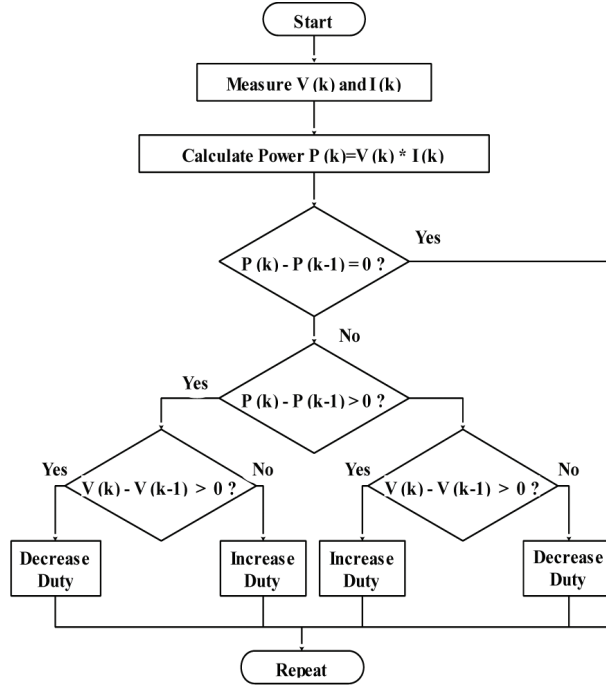 Start
Measure V (k) and I (k)
Calculate Power P (k)=V (k) * I (k)
Yes
P (k) - P (k-1) = 0 ?
No
Yes
P (k) - P (k-1) > 0 ?
Yes
V (k) - V (k-1) > 0 ?
No
Yes
V (k) - V (k-1) > 0 ?
No
Decrease
Duty
Increase
Duty
Increase
Duty
Decrease
Duty
Repeat